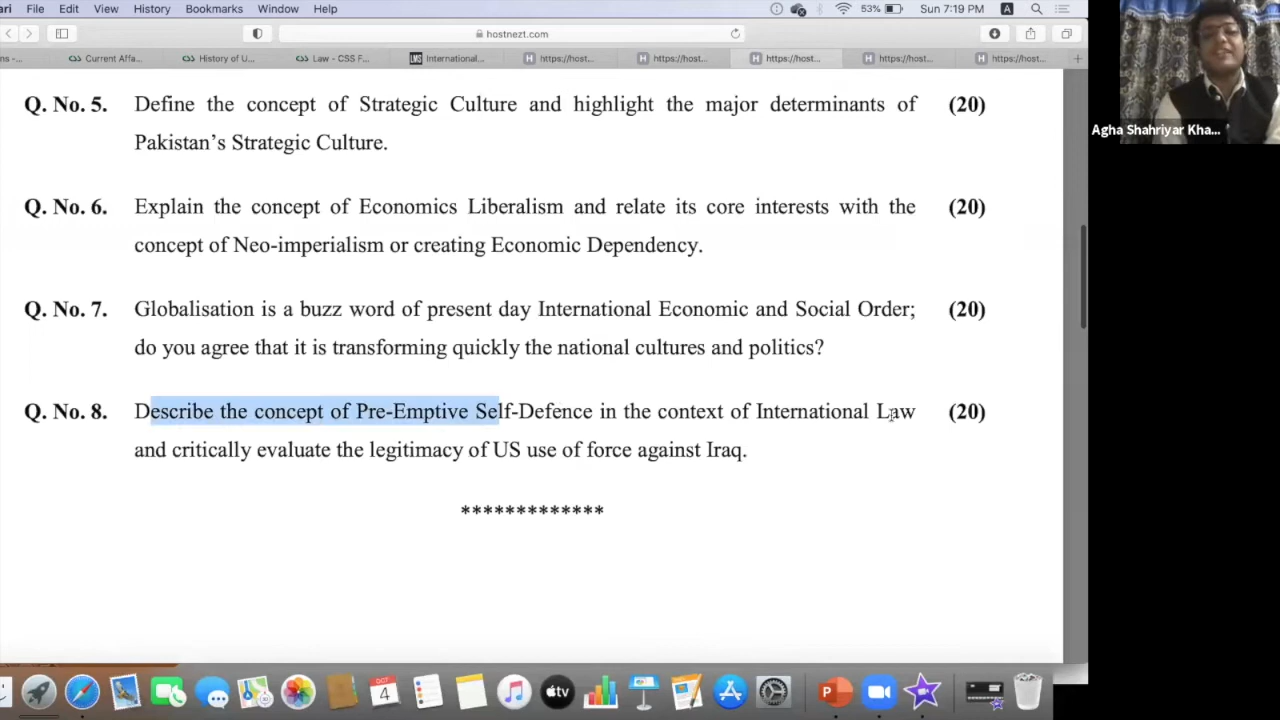 ari File Edit View History Bookmarks Window Help 53% Sun 7:19 PM A
hostnezt.com
ms -... Current Affa... History of U... Law - CSS F... LMS International... H https://host... H https://host... H https://host... H https://host... H https://host...
Agha Shahriyar Kha...
Q. No. 5. Define the concept of Strategic Culture and highlight the major determinants of (20)
Pakistan’s Strategic Culture.
Q. No. 6. Explain the concept of Economics Liberalism and relate its core interests with the (20)
concept of Neo-imperialism or creating Economic Dependency.
Q. No. 7. Globalisation is a buzz word of present day International Economic and Social Order; (20)
do you agree that it is transforming quickly the national cultures and politics?
Q. No. 8. Describe the concept of Pre-Emptive Self-Defence in the context of International Law (20)
and critically evaluate the legitimacy of US use of force against Iraq.
*************
OCT
4
tv
P